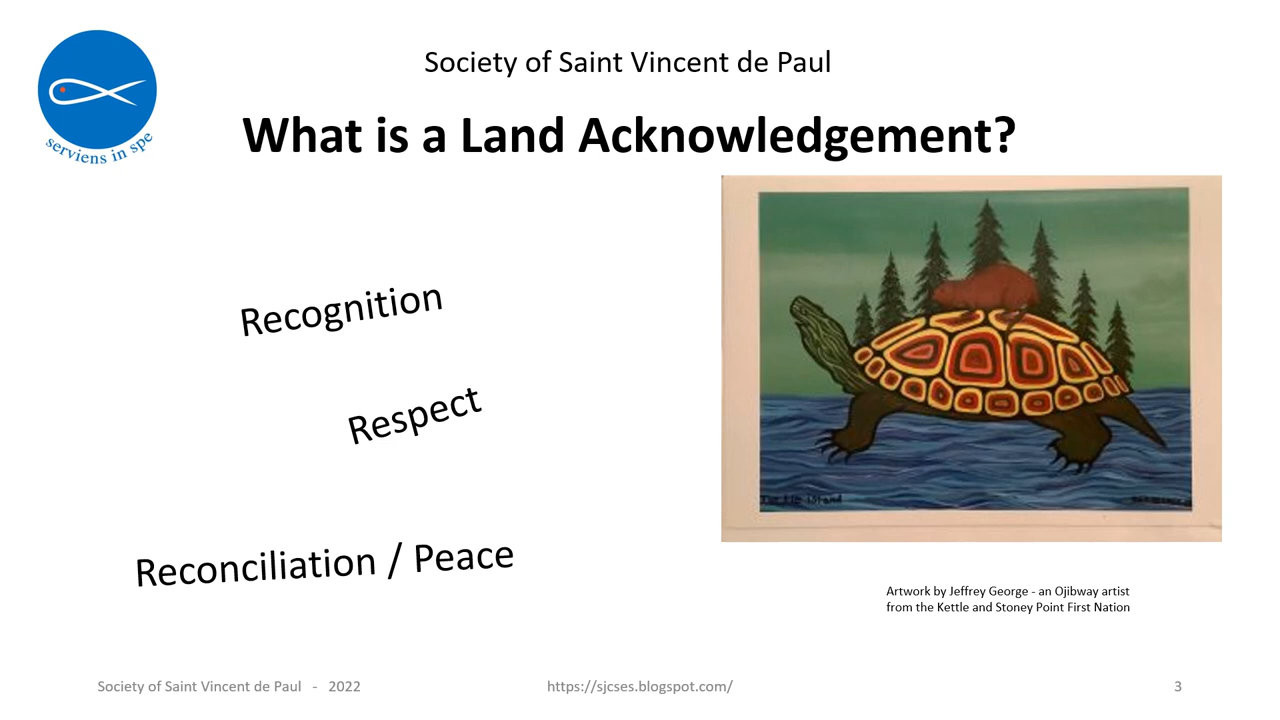 Society of Saint Vincent de Paul
What is a Land Acknowledgement?
serviens in spe
Recognition
Respect
Reconciliation / Peace
Turtle Island
Artwork by Jeffrey George - an Ojibway artist
from the Kettle and Stoney Point First Nation
Society of Saint Vincent de Paul - 2022
https://sjcses.blogspot.com/
3